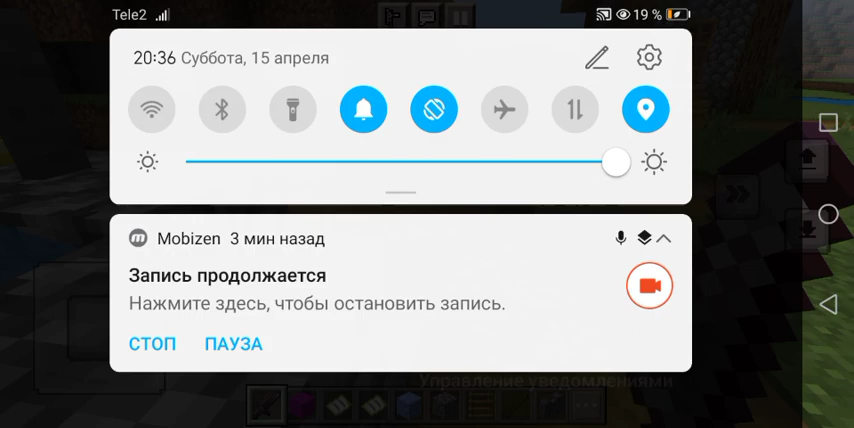 Tele2
19 %
20:36 Суббота, 15 апреля
Mobizen 3 мин назад
Запись продолжается
Нажмите здесь, чтобы остановить запись.
СТОП ПАУЗА
Управление уведомлениями